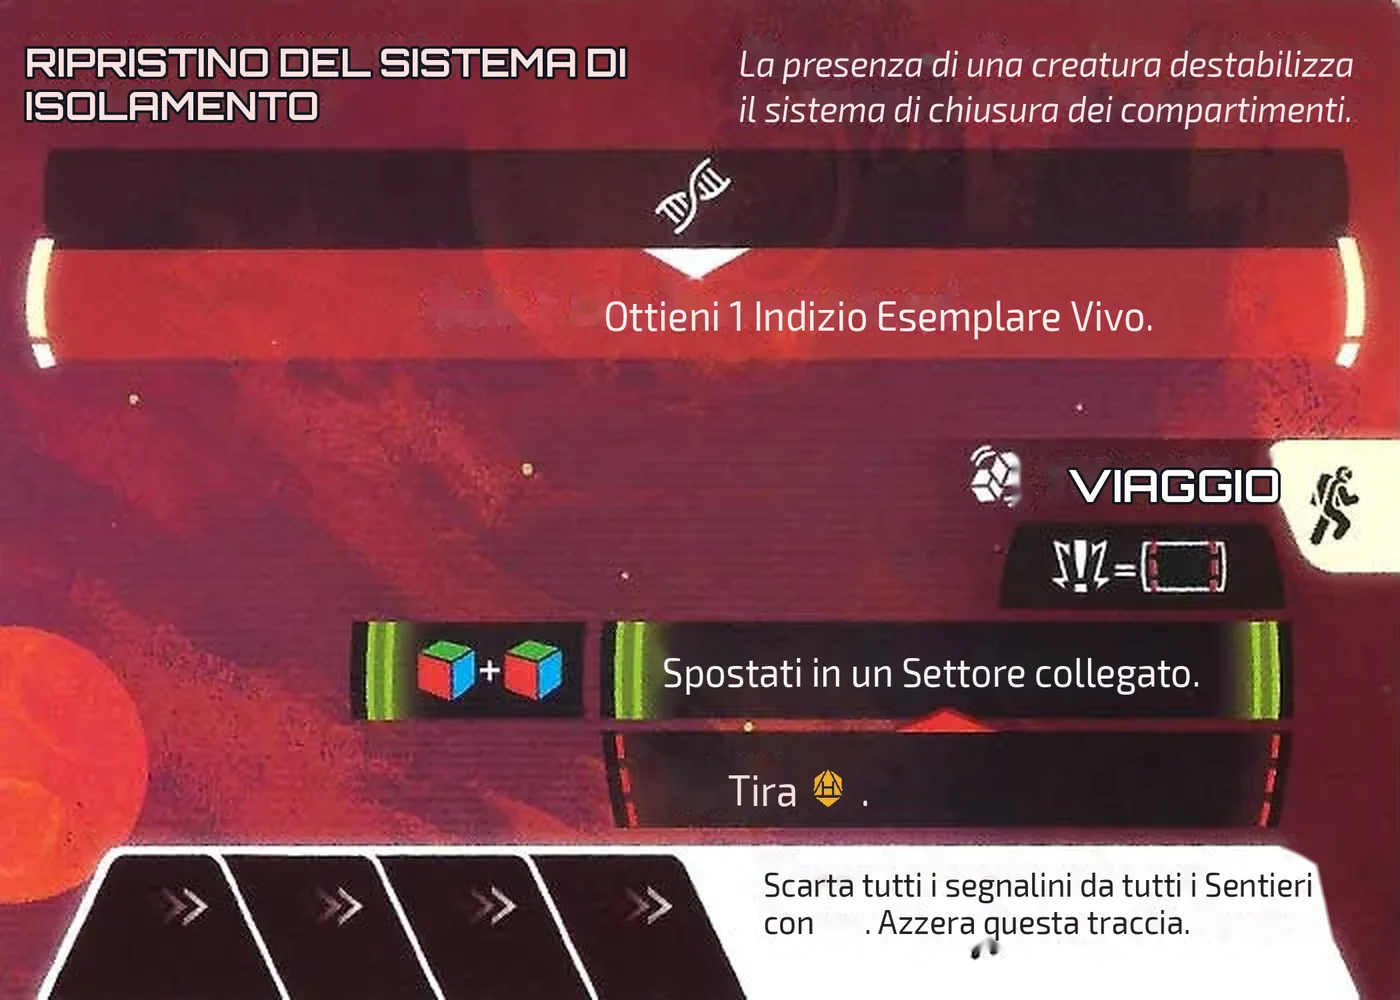 RIPRISTINO DEL SISTEMA DI
ISOLAMENTO
La presenza di una creatura destabilizza
il sistema di chiusura dei compartimenti.
Ottieni 1 Indizio Esemplare Vivo.
VIAGGIO
! =
+
Spostati in un Settore collegato.
Tira H .
Scarta tutti i segnalini da tutti i Sentieri
con . Azzera questa traccia.